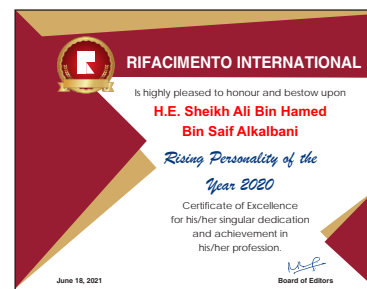 RIFACIMENTO INTERNATIONAL
Is highly pleased to honour and bestow upon
H.E. Sheikh Ali Bin Hamed
Bin Saif Alkalbani
Rising Personality of the
Year 2020
Certificate of Excellence
for his/her singular dedication
and achievement in
his/her profession.
June 18, 2021
Board of Editors